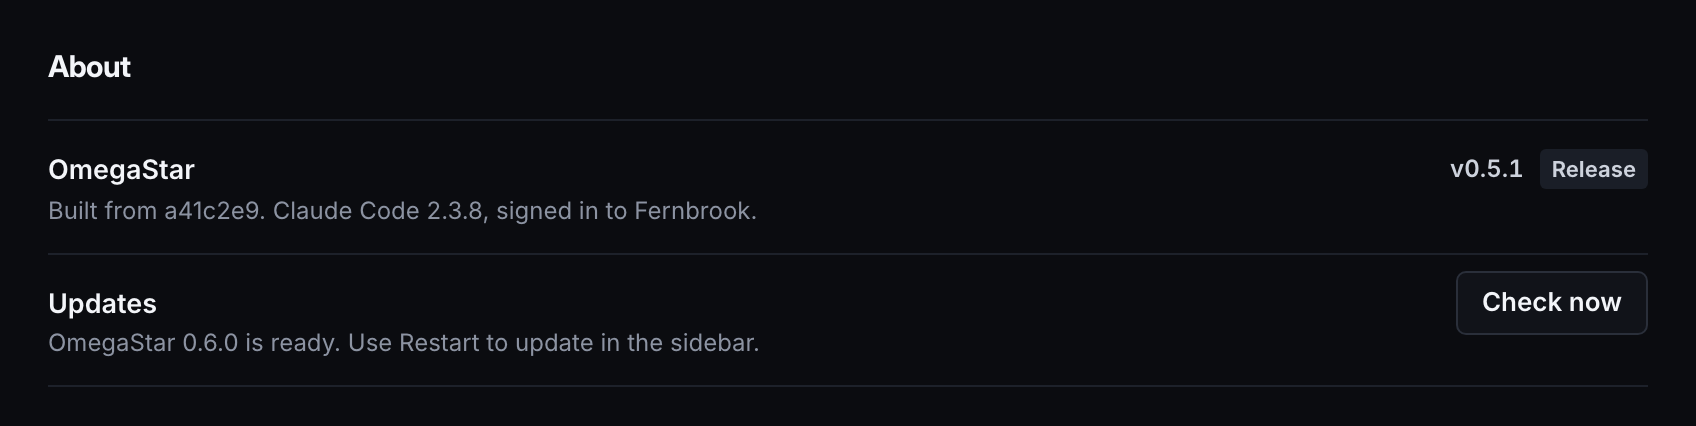 About
OmegaStar
v0.5.1 Release
Built from a41c2e9. Claude Code 2.3.8, signed in to Fernbrook.
Updates
Check now
OmegaStar 0.6.0 is ready. Use Restart to update in the sidebar.